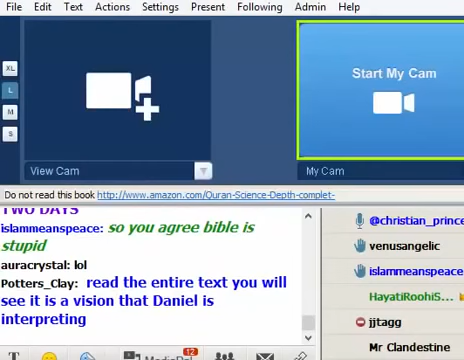 File Edit Text Actions Settings Present Following Admin Help
XL
L
M
S
View Cam
Start My Cam
My Cam
Do not read this book http://www.amazon.com/Quran-Science-Depth-complet-
TWO DAYS
islammeanspeace: so you agree bible is
stupid
auracrystal: lol
Potters_Clay: read the entire text you will
see it is a vision that Daniel is
interpreting
@christian_prince
venusangelic
islammeanspeace
HayatiRoohiS...
jjtagg
Mr Clandestine
T
12